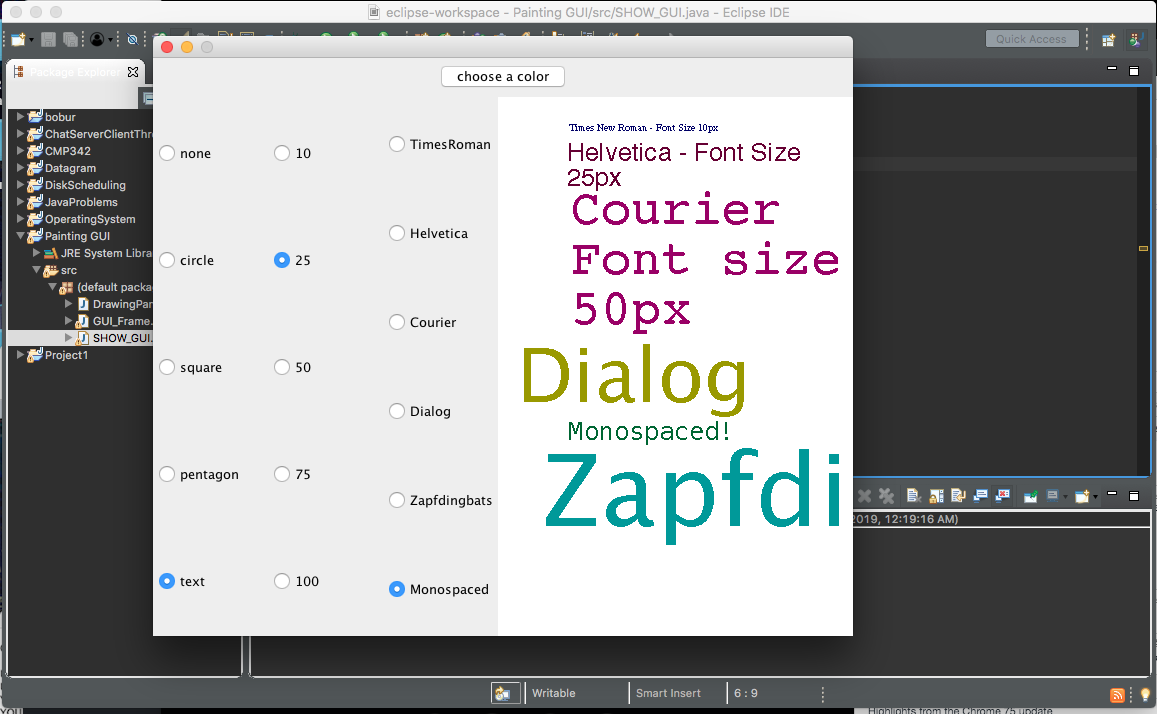 eclipse-workspace - Painting GUI/src/SHOW_GUI.java - Eclipse IDE
Quick Access
Package Explorer
bobur
ChatServerClientThr
CMP342
Datagram
DiskScheduling
JavaProblems
OperatingSystem
Painting GUI
JRE System Libra
src
(default packa
DrawingPan
GUI_Frame.
SHOW_GUI.
Project1
choose a color
none
circle
square
pentagon
text
10
25
50
75
100
TimesRoman
Helvetica
Courier
Dialog
Zapfdingbats
Monospaced
Times New Roman - Font Size 10px
Helvetica - Font Size
25px
Courier
Font size
50px
Dialog
Monospaced!
Zapfdi
2019, 12:19:16 AM)
Writable
Smart Insert
6 : 9
Highlights from the Chrome 75 update